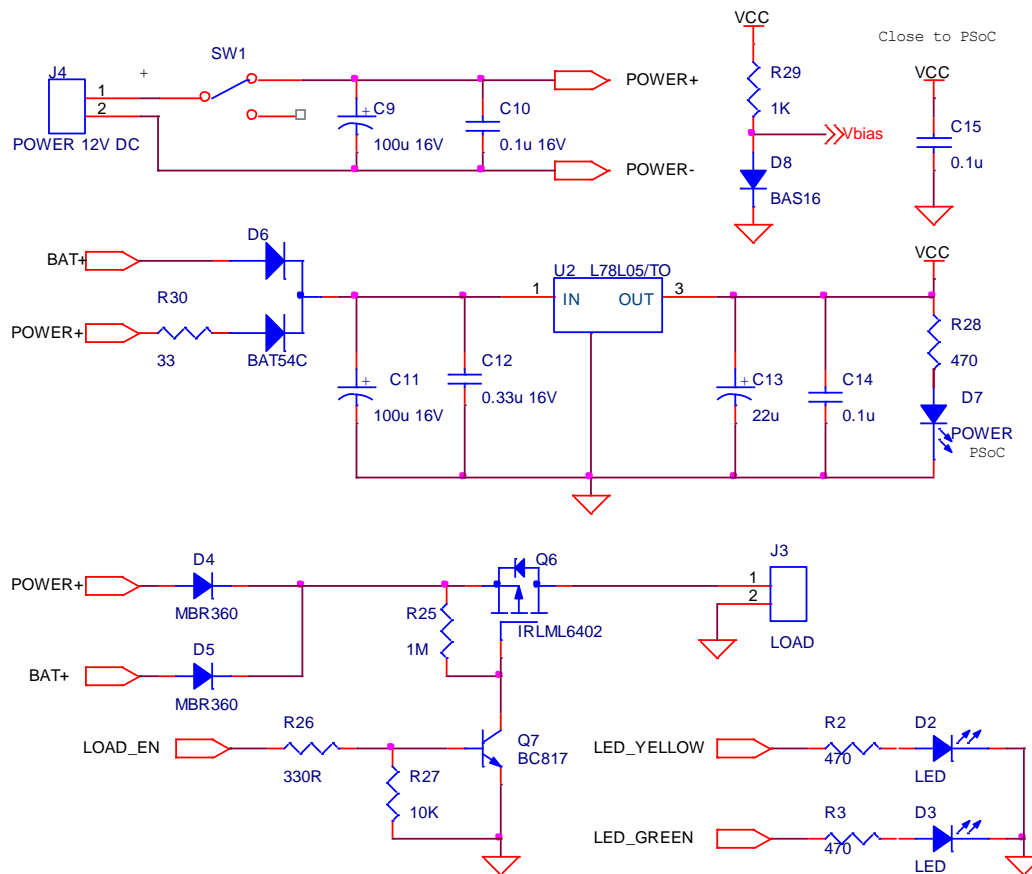 J4
+
1
2
POWER 12V DC
SW1
+
C9
100u 16V
C10
0.1u 16V
POWER+
POWER-
VCC
R29
1K
Vbias
D8
BAS16
Close to PSoC
VCC
C15
0.1u
BAT+
D6
R30
POWER+
33
BAT54C
+
C11
100u 16V
C12
0.33u 16V
U2 L78L05/TO
1
IN
OUT
3
+
C13
22u
C14
0.1u
VCC
R28
470
D7
POWER
PSoC
POWER+
D4
MBR360
BAT+
D5
MBR360
R25
1M
Q6
IRLML6402
J3
1
2
LOAD
LOAD_EN
R26
330R
R27
10K
Q7
BC817
LED_YELLOW
R2
470
D2
LED
LED_GREEN
R3
470
D3
LED